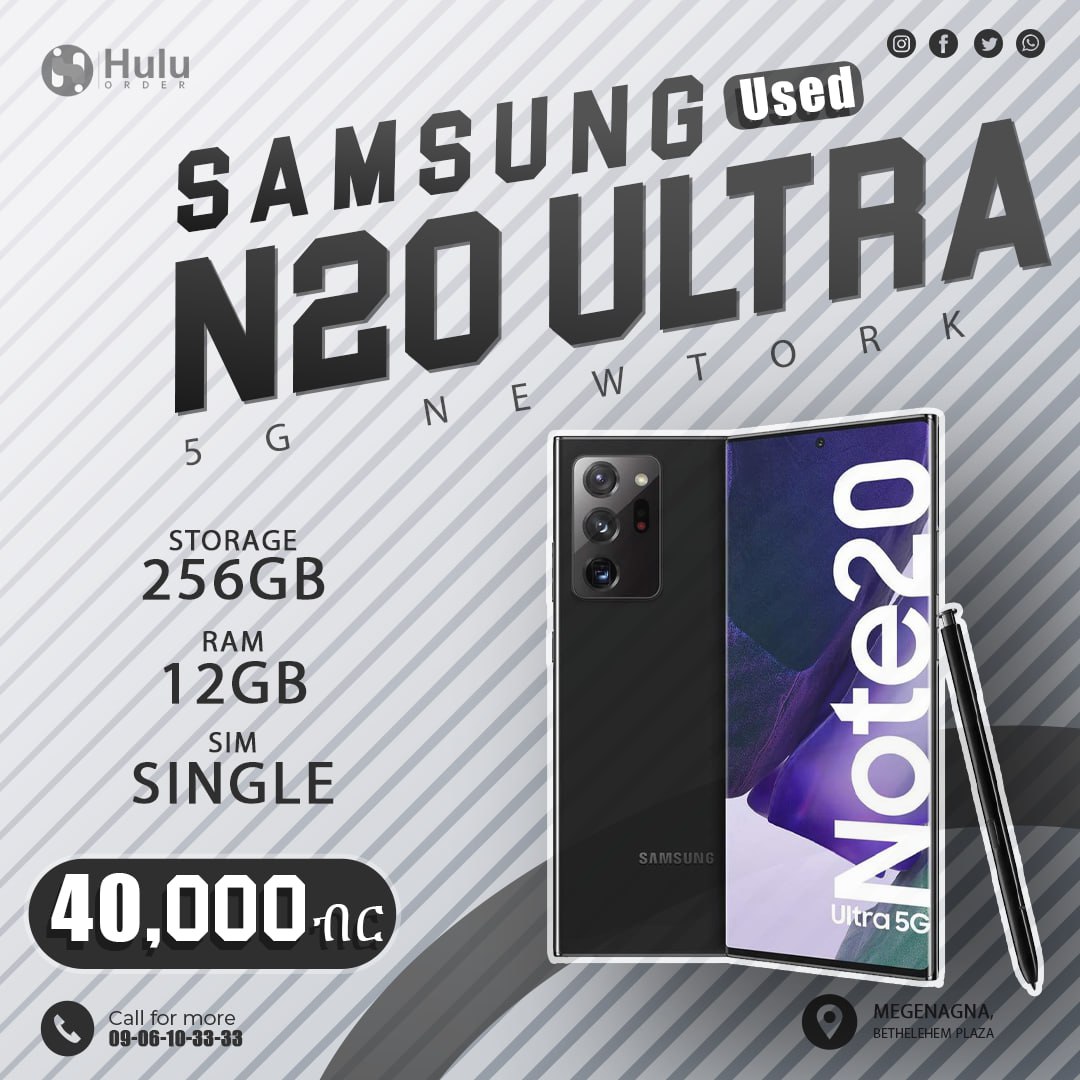 Hulu
ORDER
SAMSUNG Used
N20 ULTRA
5G NEWTORK
STORAGE
256GB
RAM
12GB
SIM
SINGLE
40,000 ብር
Call for more
09-06-10-33-33
SAMSUNG
Note20
Ultra 5G
MEGENAGNA,
BETHELEHEM PLAZA